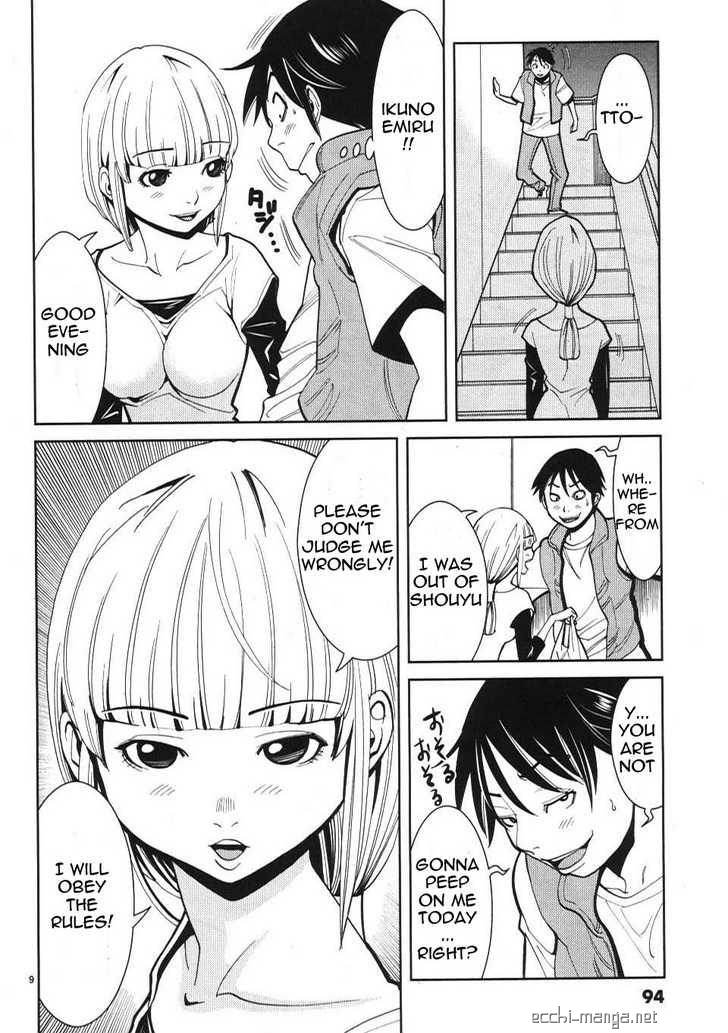 ...
TTO-
IKUNO
EMIRU
!!
ダジ...
GOOD
EVE-
NING
WH..
WHE-
RE
FROM
I WAS
OUT OF
SHOUYU
Y...
YOU
ARE
NOT
おそる
おそる
GONNA
PEEP
ON ME
TODAY
...
RIGHT?
PLEASE
DON'T
JUDGE ME
WRONGLY!
I WILL
OBEY
THE
RULES!
9
94
ecchi-manga.net